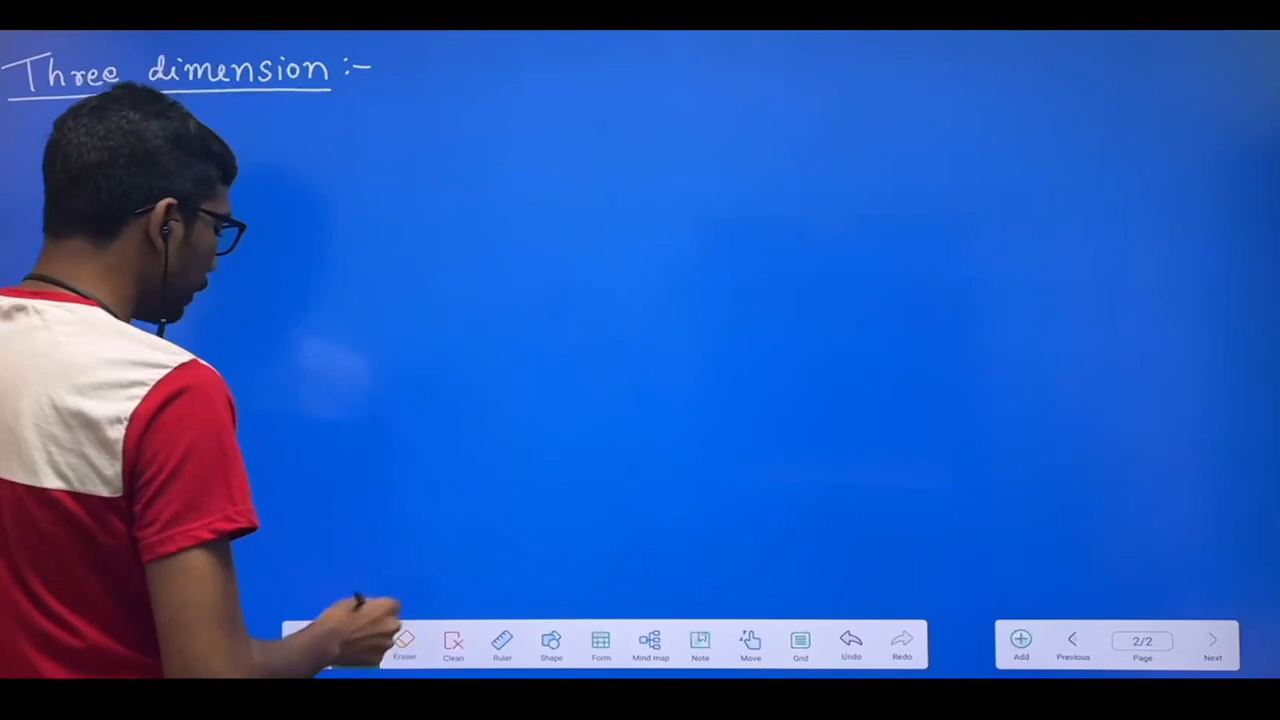 Three dimension :-
Eraser
Clean
Ruler
Shape
Form
Mind map
Note
Move
Grid
Undo
Redo
Add
Previous
2/2
Page
Next